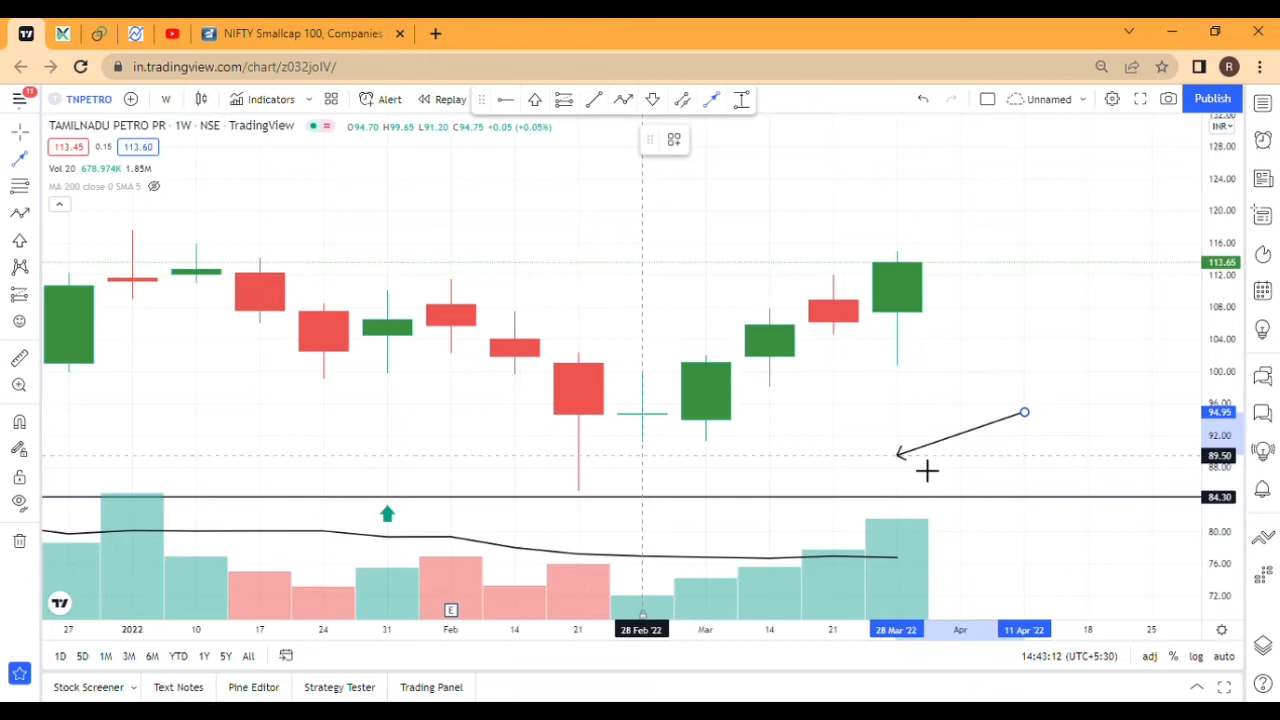 NIFTY Smallcap 100, Companies
in.tradingview.com/chart/z032joIV/
R
11
TNPETRO
W
Indicators
Alert
Replay
Unnamed
Publish
TAMILNADU PETRO PR · 1W · NSE · TradingView
O94.70 H99.65 L91.20 C94.75 +0.05 (+0.05%)
113.45 0.15 113.60
Vol 20 678.974K 1.85M
MA 200 close 0 SMA 5
132.00
INR
128.00
124.00
120.00
116.00
113.65
112.00
108.00
104.00
100.00
96.00
94.95
92.00
89.50
88.00
84.30
80.00
76.00
72.00
E
27 2022 10 17 24 31 Feb 14 21 28 Feb '22 Mar 14 21 28 Mar '22 Apr 11 Apr '22 18 25
1D 5D 1M 3M 6M YTD 1Y 5Y All
14:43:12 (UTC+5:30) adj % log auto
Stock Screener Text Notes Pine Editor Strategy Tester Trading Panel